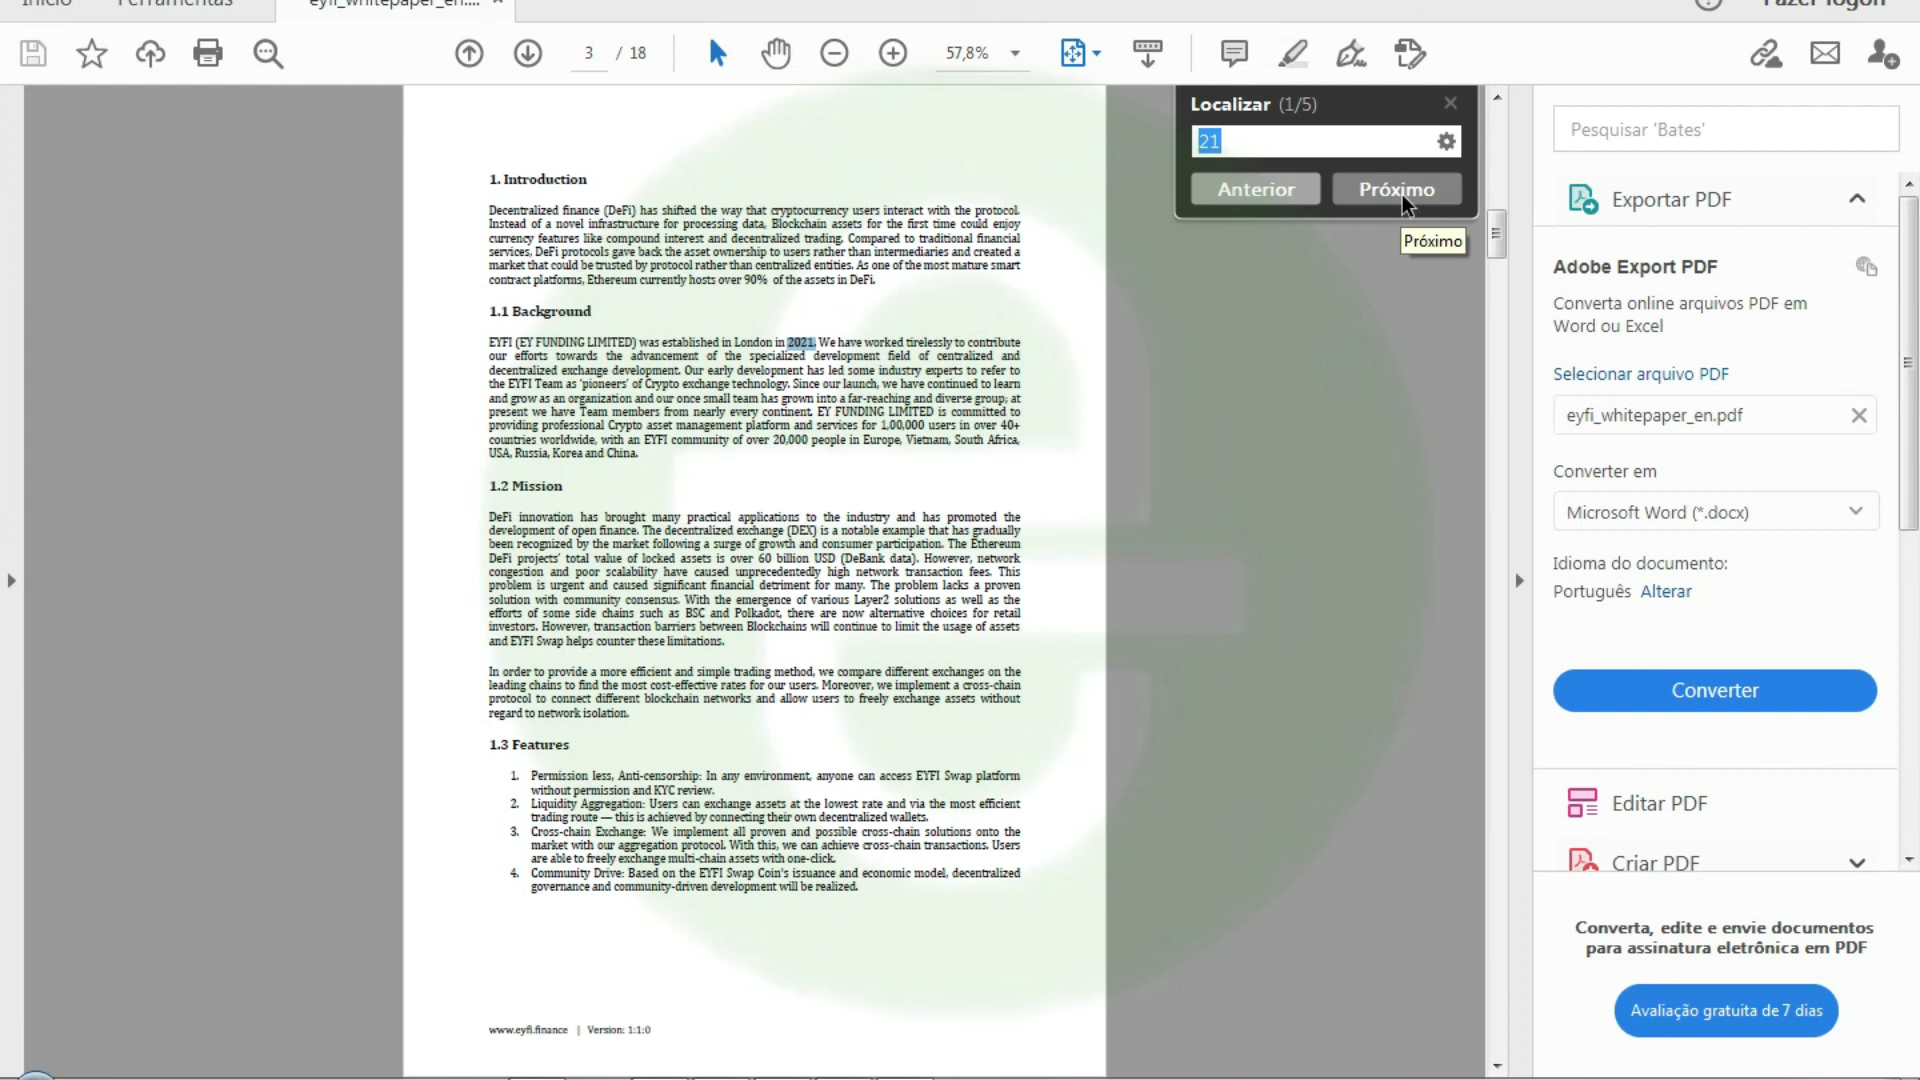 Início Ferramentas eyfi_whitepaper_en.... × Fazer logon
3 / 18 57,8%
Localizar (1/5)
21
Anterior Próximo
Próximo
1. Introduction
Decentralized finance (DeFi) has shifted the way that cryptocurrency users interact with the protocol.
Instead of a novel infrastructure for processing data, Blockchain assets for the first time could enjoy
currency features like compound interest and decentralized trading. Compared to traditional financial
services, DeFi protocols gave back the asset ownership to users rather than intermediaries and created a
market that could be trusted by protocol rather than centralized entities. As one of the most mature smart
contract platforms, Ethereum currently hosts over 90% of the assets in DeFi.
1.1 Background
EYFI (EY FUNDING LIMITED) was established in London in 2021. We have worked tirelessly to contribute
our efforts towards the advancement of the specialized development field of centralized and
decentralized exchange development. Our early development has led some industry experts to refer to
the EYFI Team as ‘pioneers’ of Crypto exchange technology. Since our launch, we have continued to learn
and grow as an organization and our once small team has grown into a far-reaching and diverse group; at
present we have Team members from nearly every continent. EY FUNDING LIMITED is committed to
providing professional Crypto asset management platform and services for 1,00,000 users in over 40+
countries worldwide, with an EYFI community of over 20,000 people in Europe, Vietnam, South Africa,
USA, Russia, Korea and China.
1.2 Mission
DeFi innovation has brought many practical applications to the industry and has promoted the
development of open finance. The decentralized exchange (DEX) is a notable example that has gradually
been recognized by the market following a surge of growth and consumer participation. The Ethereum
DeFi projects’ total value of locked assets is over 60 billion USD (DeBank data). However, network
congestion and poor scalability have caused unprecedentedly high network transaction fees. This
problem is urgent and caused significant financial detriment for many. The problem lacks a proven
solution with community consensus. With the emergence of various Layer2 solutions as well as the
efforts of some side chains such as BSC and Polkadot, there are now alternative choices for retail
investors. However, transaction barriers between Blockchains will continue to limit the usage of assets
and EYFI Swap helps counter these limitations.
In order to provide a more efficient and simple trading method, we compare different exchanges on the
leading chains to find the most cost-effective rates for our users. Moreover, we implement a cross-chain
protocol to connect different blockchain networks and allow users to freely exchange assets without
regard to network isolation.
1.3 Features
1. Permission less, Anti-censorship: In any environment, anyone can access EYFI Swap platform
without permission and KYC review.
2. Liquidity Aggregation: Users can exchange assets at the lowest rate and via the most efficient
trading route — this is achieved by connecting their own decentralized wallets.
3. Cross-chain Exchange: We implement all proven and possible cross-chain solutions onto the
market with our aggregation protocol. With this, we can achieve cross-chain transactions. Users
are able to freely exchange multi-chain assets with one-click.
4. Community Drive: Based on the EYFI Swap Coin’s issuance and economic model, decentralized
governance and community-driven development will be realized.
www.eyfi.finance | Version: 1:1:0
Pesquisar 'Bates'
Exportar PDF
Adobe Export PDF
Converta online arquivos PDF em
Word ou Excel
Selecionar arquivo PDF
eyfi_whitepaper_en.pdf
Converter em
Microsoft Word (*.docx)
Idioma do documento:
Português Alterar
Converter
Editar PDF
Criar PDF
Converta, edite e envie documentos
para assinatura eletrônica em PDF
Avaliação gratuita de 7 dias